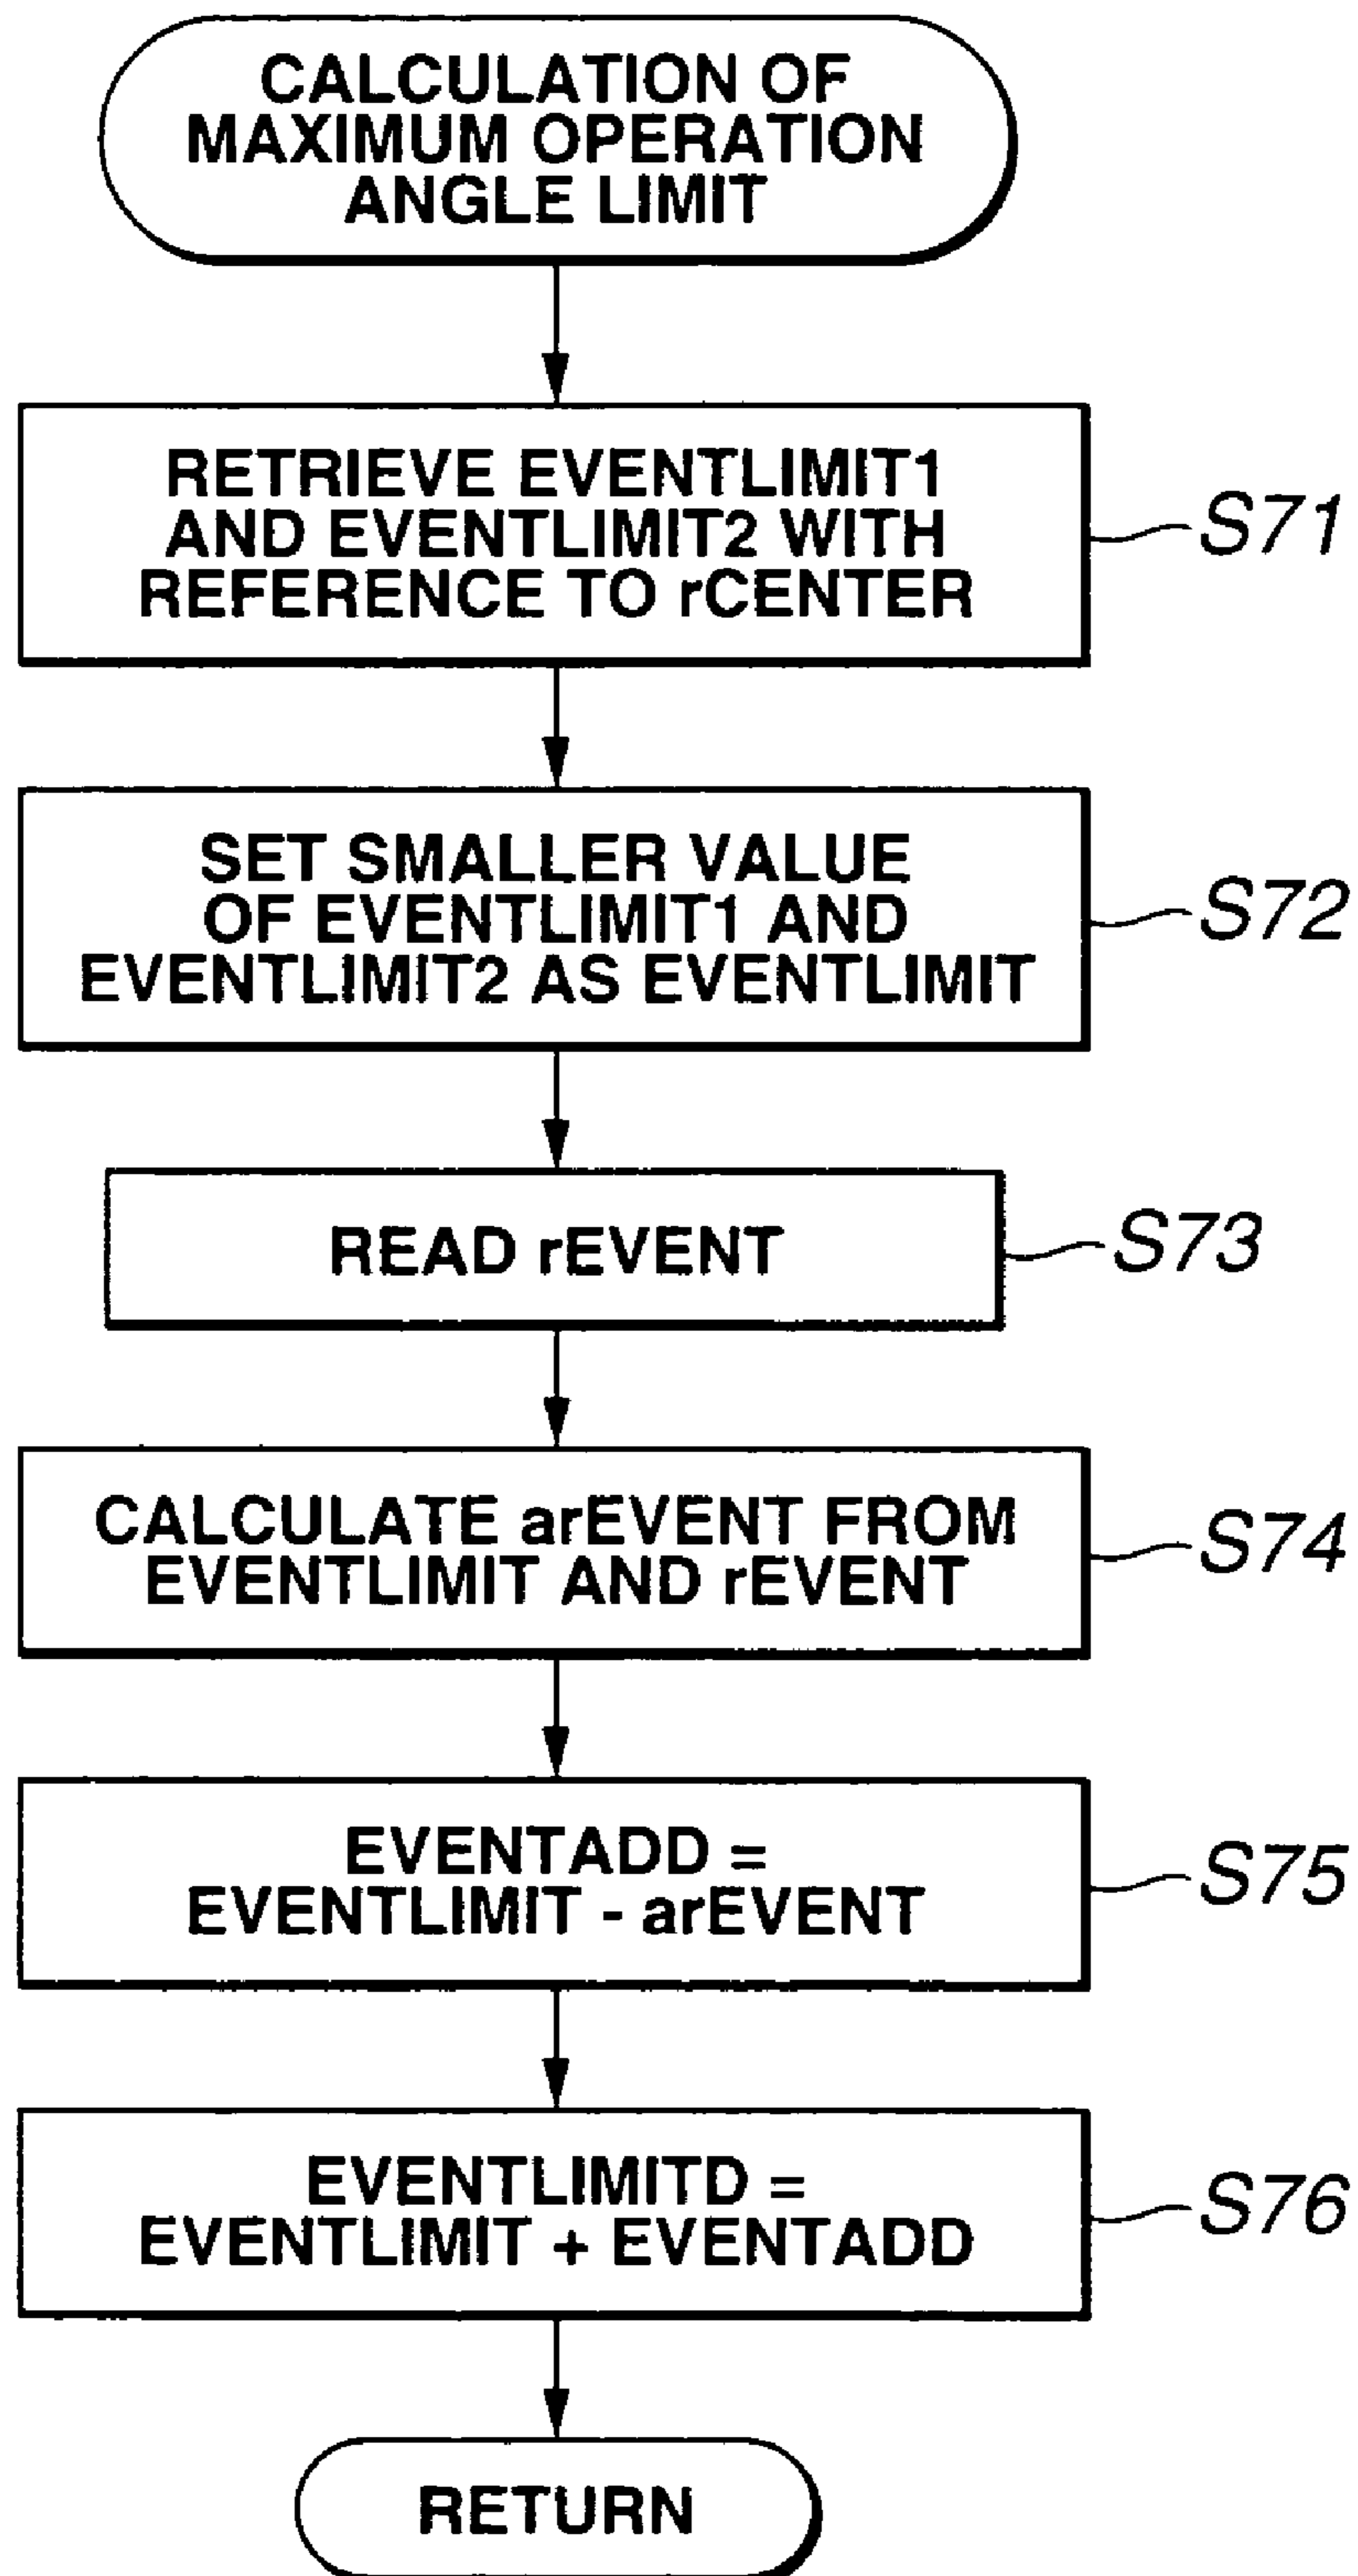 CALCULATION OF
MAXIMUM OPERATION
ANGLE LIMIT
RETRIEVE EVENTLIMIT1
AND EVENTLIMIT2 WITH
REFERENCE TO rCENTER
S71
SET SMALLER VALUE
OF EVENTLIMIT1 AND
EVENTLIMIT2 AS EVENTLIMIT
S72
READ rEVENT
S73
CALCULATE arEVENT FROM
EVENTLIMIT AND rEVENT
S74
EVENTADD =
EVENTLIMIT - arEVENT
S75
EVENTLIMITD =
EVENTLIMIT + EVENTADD
S76
RETURN